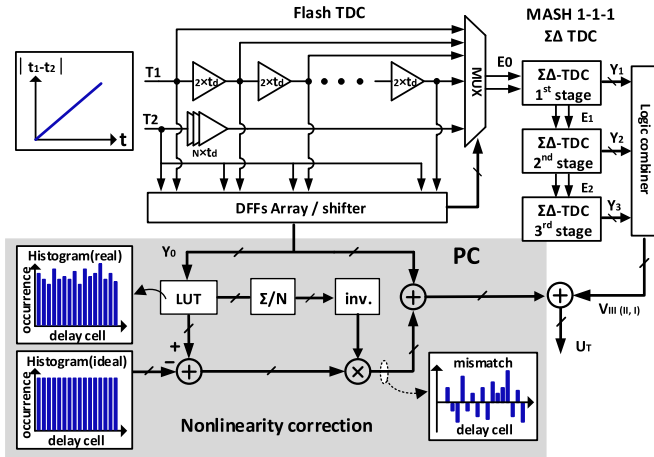 Flash TDC
MASH 1-1-1
ΣΔ TDC
| t₁-t₂ |
t
T1
2×td
2×td
2×td
T2
N×td
MUX
E0
ΣΔ-TDC
1st stage
Y₁
E₁
ΣΔ-TDC
2nd stage
Y₂
E₂
ΣΔ-TDC
3rd stage
Y₃
Logic combiner
DFFs Array / shifter
Y₀
PC
Histogram(real)
occurrence
delay cell
LUT
Σ/N
inv.
+
+
VIII (II, I)
UT
Histogram(ideal)
occurrence
delay cell
+
−
+
×
mismatch
delay cell
Nonlinearity correction